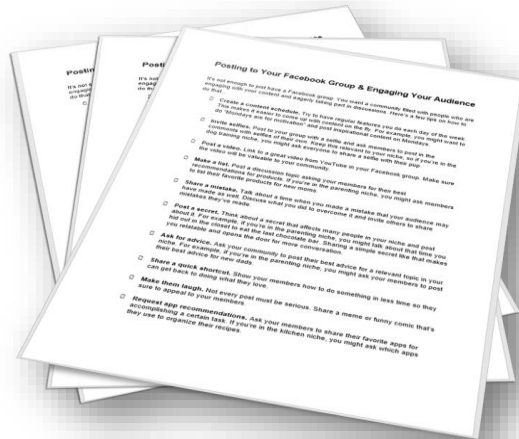 Posting to Your Facebook Group & Engaging Your Audience
It's not enough to just have a Facebook group. You want a community filled with people who are
engaging with your content and eagerly taking part in discussions. Here's a few tips on how to
do that...
Create a content schedule. Try to have regular features you do each day of the week.
This makes it easier to come up with content on the fly. For example, you might want to
do "Mondays are for motivation" and post inspirational content on Mondays.
Invite selfies. Post to your group with a selfie and ask members to post in the
comments with selfies of their own. Keep this relevant to your niche, so if you're in the
dog training niche, you might ask everyone to share a selfie with their pup.
Post a video. Link to a great video from YouTube in your Facebook group. Make sure
the video will be valuable to your community.
Make a list. Post a discussion topic asking your members for their best
recommendations for products. If you're in the parenting niche, you might ask members
to list their favorite products for new moms.
Share a mistake. Talk about a time when you made a mistake that your audience may
have made as well. Discuss what you did to overcome it and invite others to share
mistakes they've made.
Post a secret. Think about a secret that affects many people in your niche and post
about it. For example, if you're in the parenting niche, you might talk about that time you
hid out in the closet to eat the last chocolate bar. Sharing a simple secret like that makes
you relatable and opens the door for more conversation.
Ask for advice. Ask your community to post their best advice for a relevant topic in your
niche. For example, if you're in the parenting niche, you might ask your members to post
their best advice for new dads.
Share a quick shortcut. Show your members how to do something in less time so they
can get back to doing what they love.
Make them laugh. Not every post must be serious. Share a meme or funny comic that's
sure to appeal to your members.
Request app recommendations. Ask your members to share their favorite apps for
accomplishing a certain task. If you're in the kitchen niche, you might ask which apps
they use to organize their recipes.